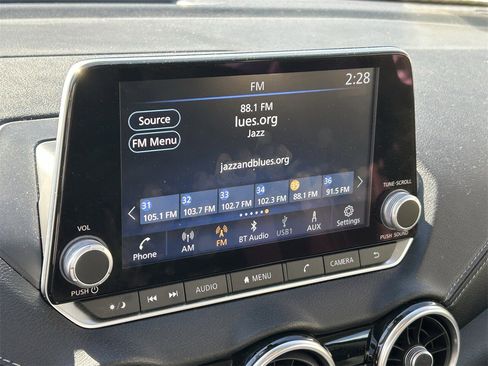 FM
2:28
88.1 FM
Source
lues.org
Jazz
FM Menu
jazzandblues.org
31 32 33 34 36
105.1 FM 103.7 FM 102.7 FM 102.3 FM 88.1 FM 91.5 FM
Phone AM FM BT Audio USB1 AUX Settings
VOL
PUSH
TUNE·SCROLL
PUSH SOUND
AUDIO MENU CAMERA